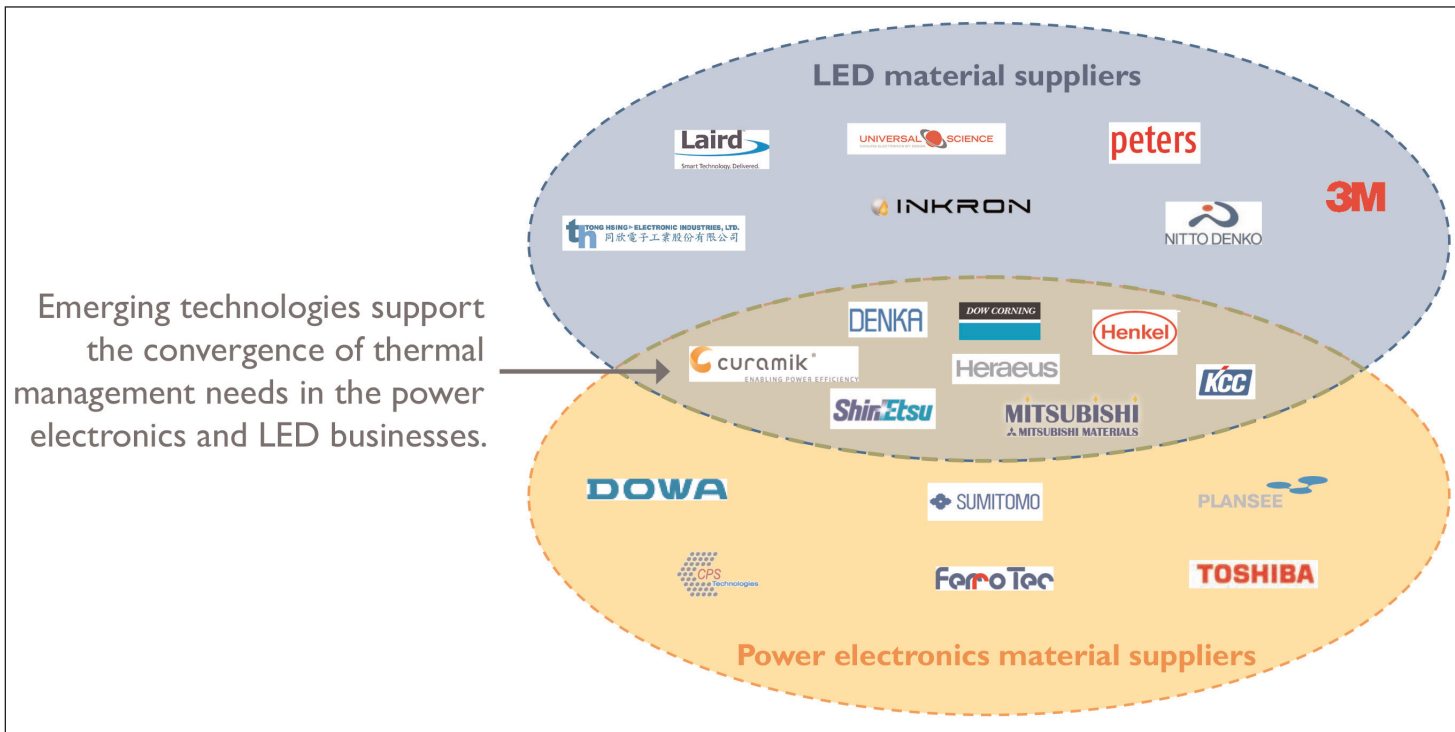 LED material suppliers
Laird
Smart Technology. Delivered.
UNIVERSAL SCIENCE
peters
3M
INKRON
NITTO DENKO
th TONG HSING ELECTRONIC INDUSTRIES, LTD.
同欣電子工業股份有限公司
Emerging technologies support
the convergence of thermal
management needs in the power
electronics and LED businesses.
DENKA
DOW CORNING
Henkel
curamik®
ENABLING POWER EFFICIENCY
Heraeus
KCC
ShinEtsu
MITSUBISHI
MITSUBISHI MATERIALS
DOWA
SUMITOMO
PLANSEE
CPS
Technologies
FerroTec
TOSHIBA
Power electronics material suppliers